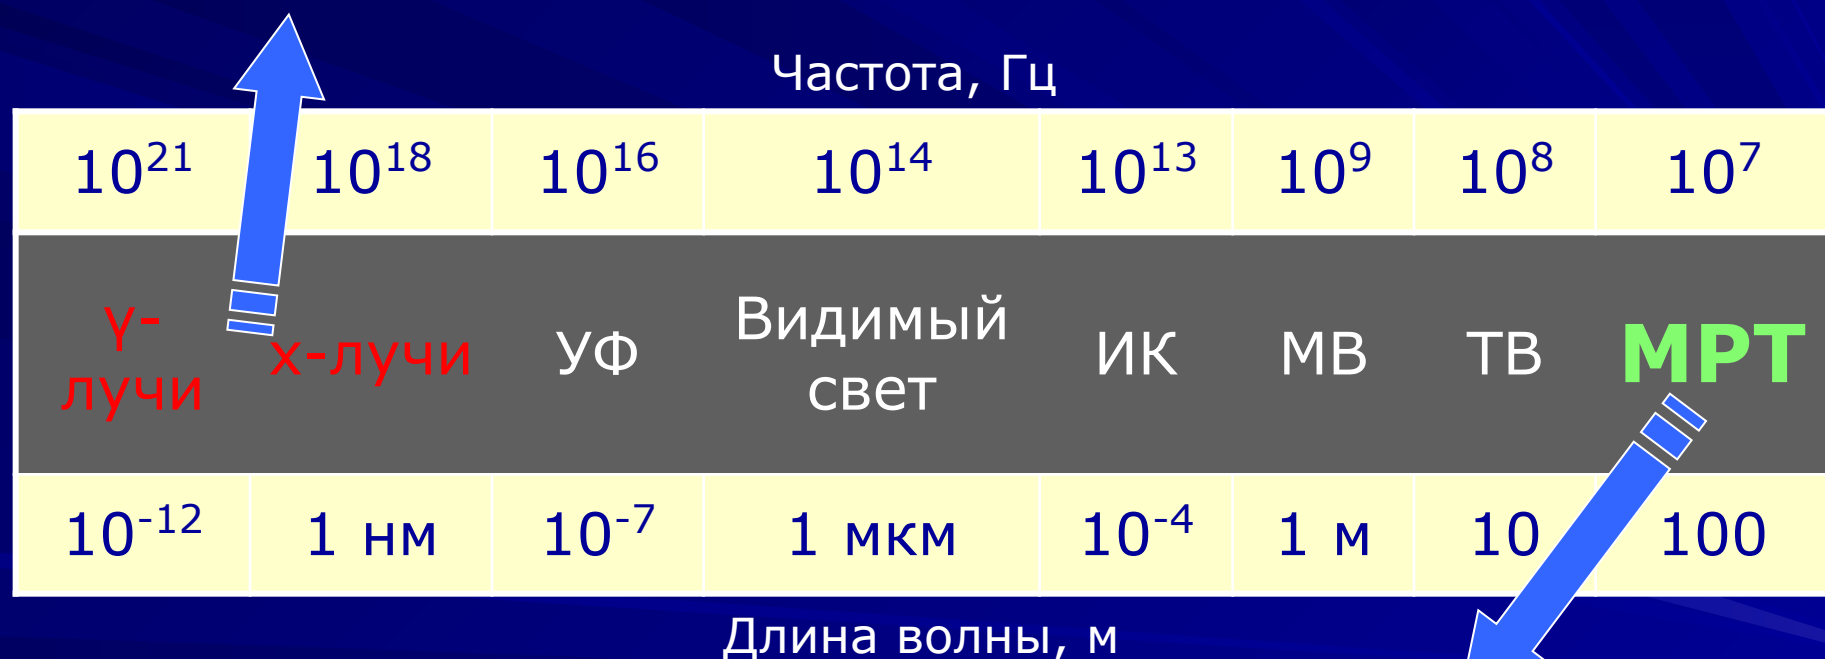 Частота, Гц
10²¹ 10¹⁸ 10¹⁶ 10¹⁴ 10¹³ 10⁹ 10⁸ 10⁷
γ-лучи х-лучи УФ Видимый свет ИК МВ ТВ МРТ
10⁻¹² 1 нм 10⁻⁷ 1 мкм 10⁻⁴ 1 м 10 100
Длина волны, м